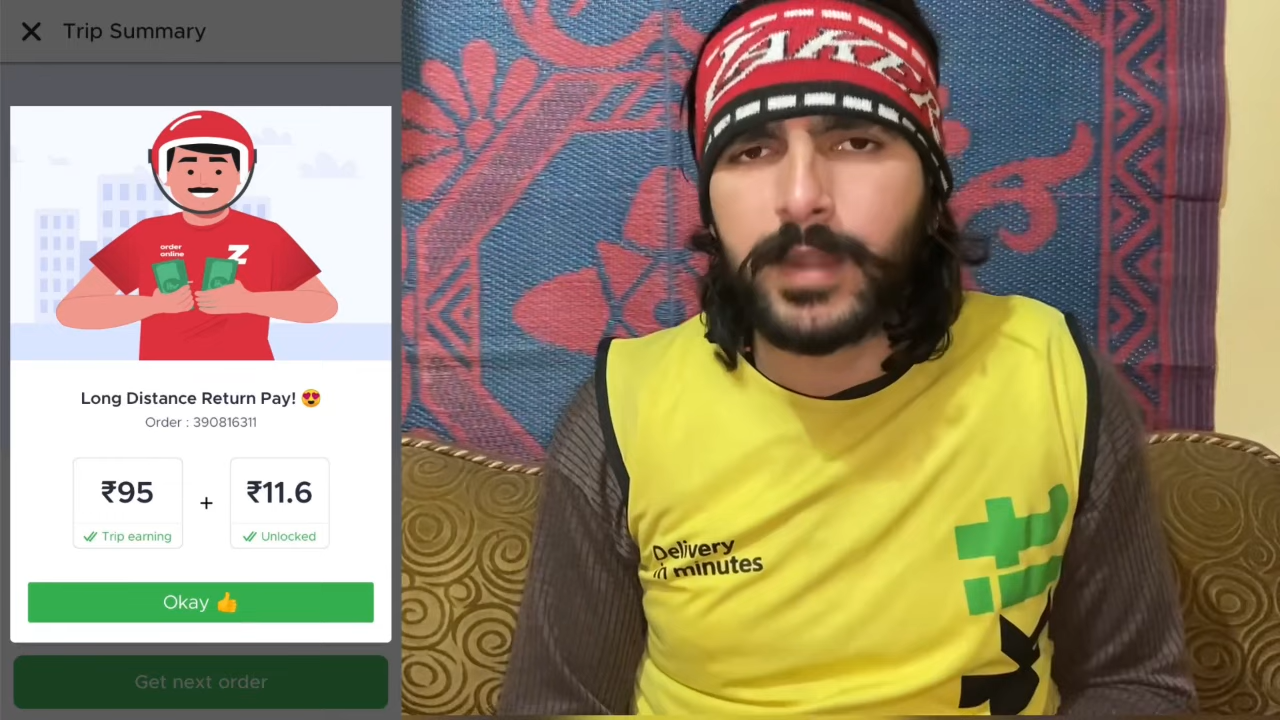 Trip Summary
order
online
Z
Long Distance Return Pay! 😍
Order : 390816311
₹95
+
₹11.6
Trip earning
Unlocked
Okay 👍
Get next order
Delivery
in minutes